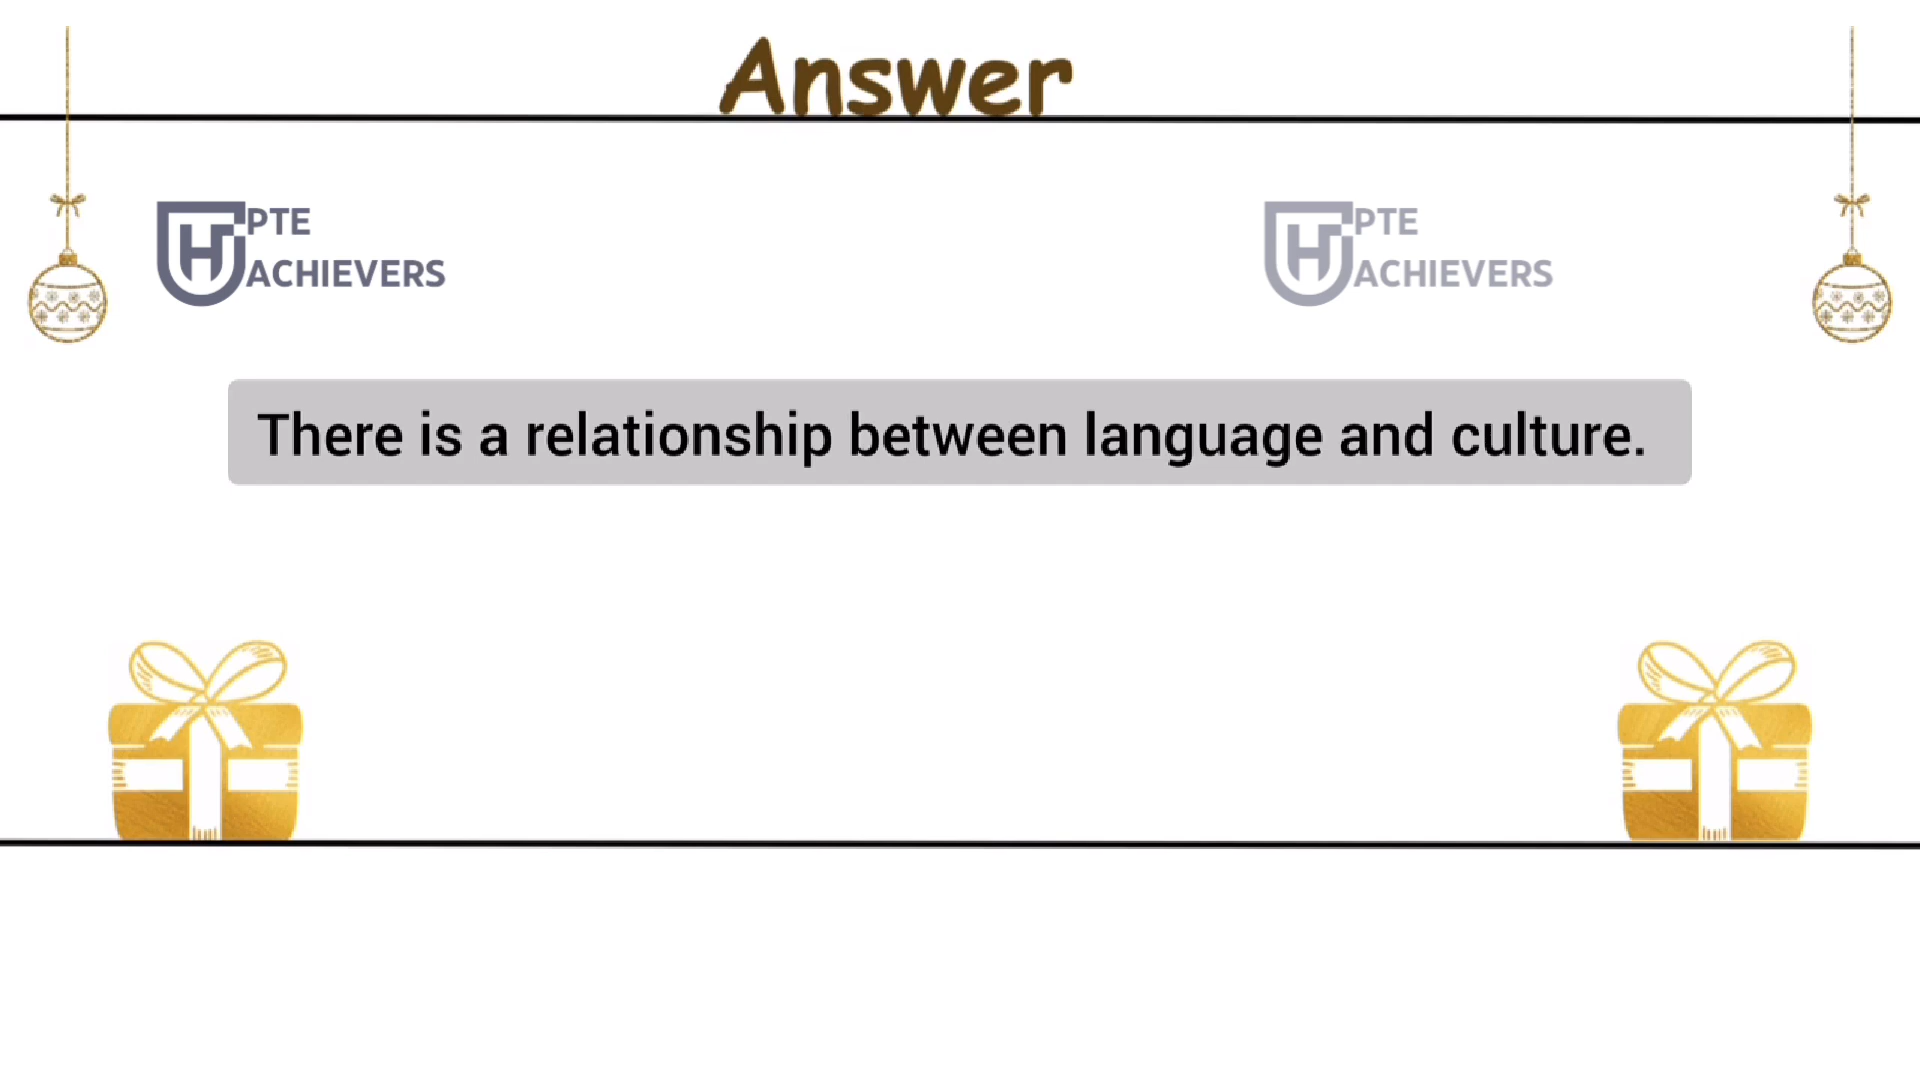 Answer
PTE
ACHIEVERS
PTE
ACHIEVERS
There is a relationship between language and culture.